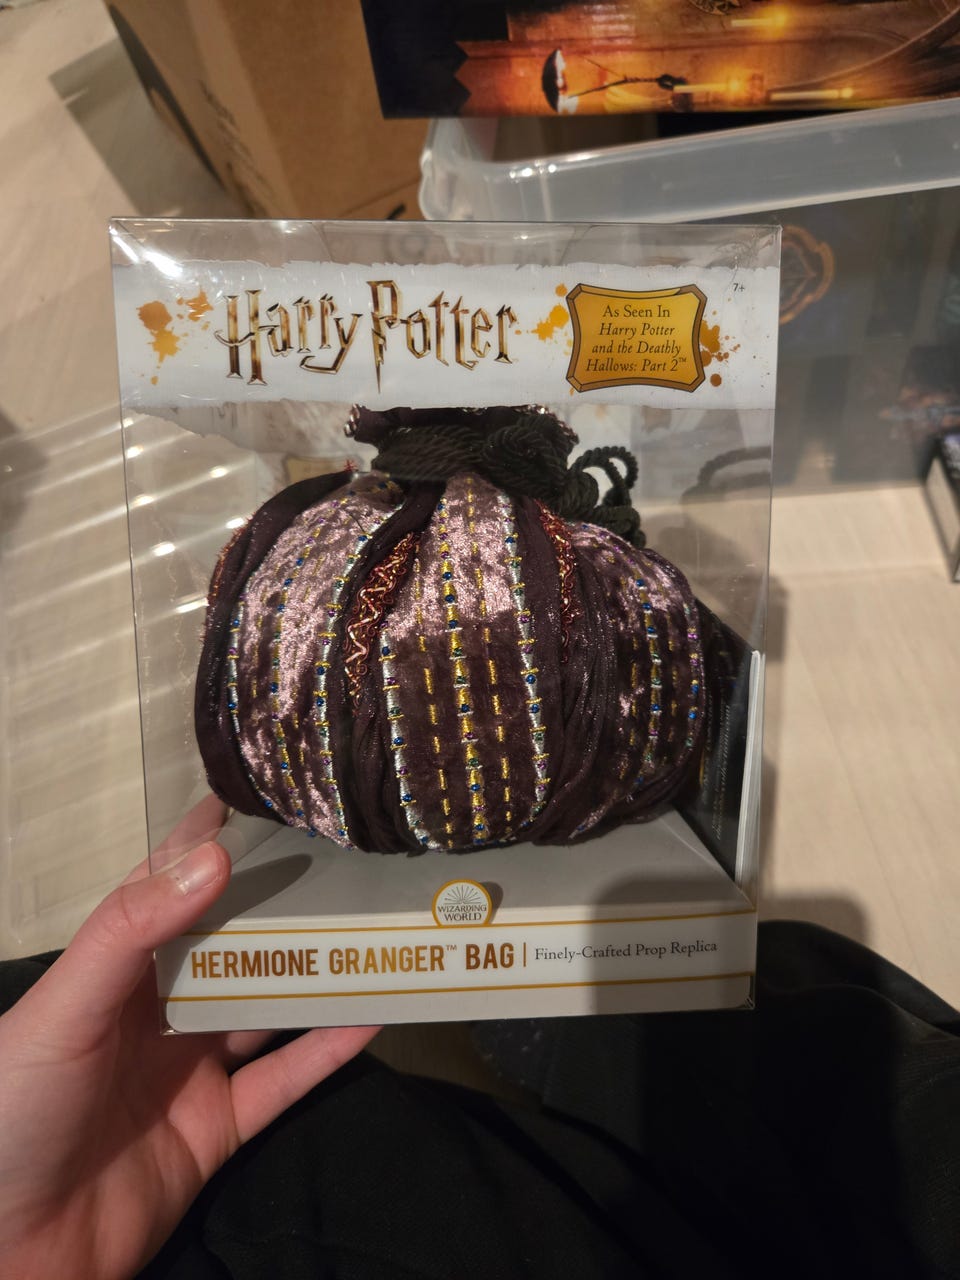 Harry Potter
7+
As Seen In
Harry Potter
and the Deathly
Hallows: Part 2™
WIZARDING
WORLD
HERMIONE GRANGER™ BAG | Finely-Crafted Prop Replica